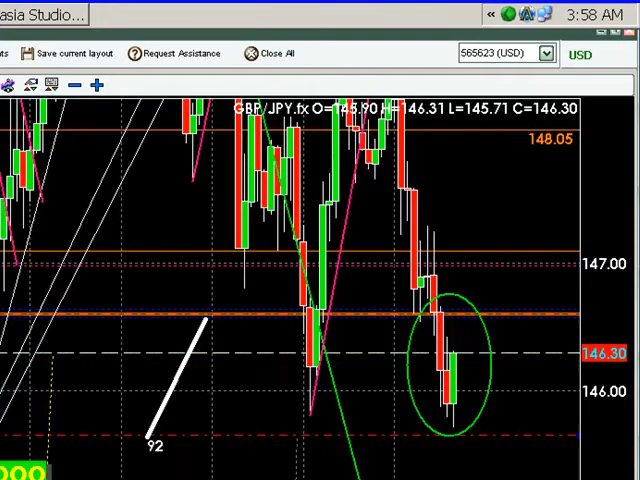 asia Studio... « 3:58 AM
Save current layout Request Assistance Close All 565623 (USD) USD
GBP/JPY.fx O=145.90 H=146.31 L=145.71 C=146.30
148.05
147.00
146.30
146.00
92
000